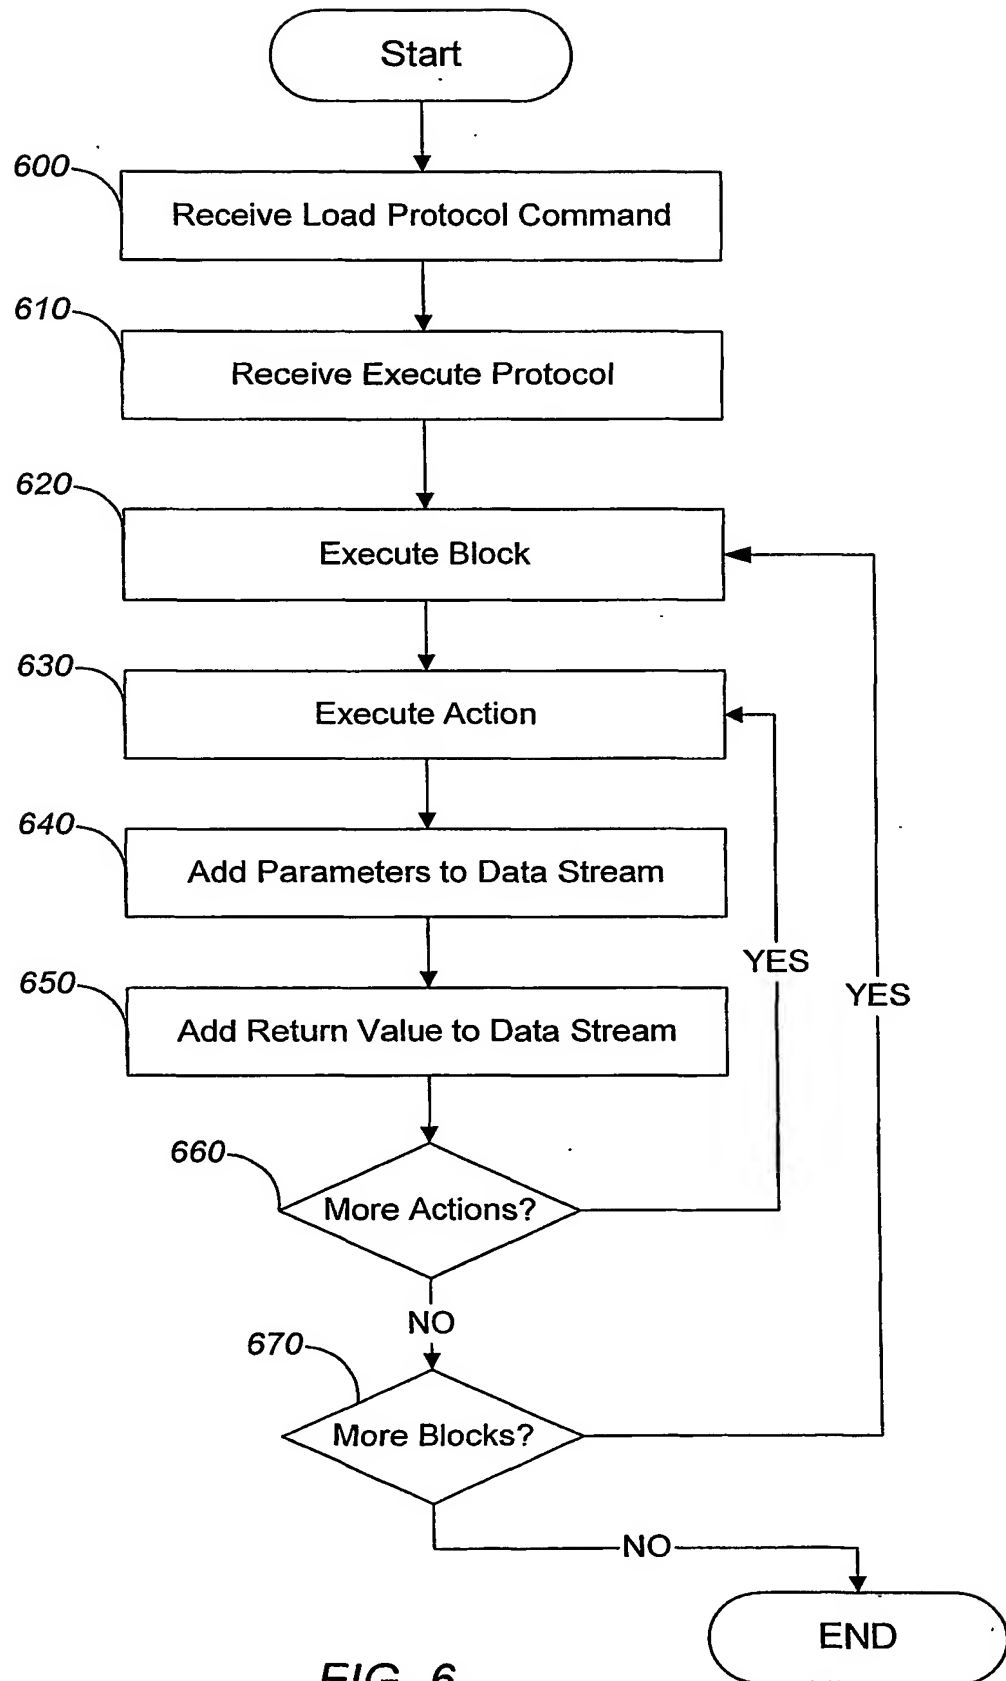 Start
600
Receive Load Protocol Command
610
Receive Execute Protocol
620
Execute Block
630
Execute Action
640
Add Parameters to Data Stream
650
Add Return Value to Data Stream
YES
YES
660
More Actions?
NO
670
More Blocks?
NO
END
FIG. 6